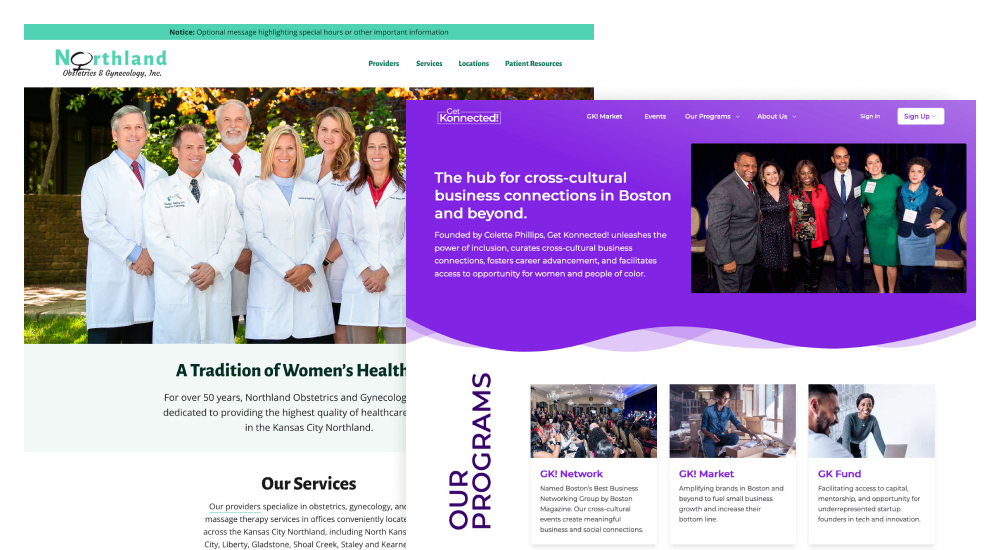 Notice: Optional message highlighting special hours or other important information
Northland
Obstetrics & Gynecology, Inc.
Providers Services Locations Patient Resources
A Tradition of Women's Health
For over 50 years, Northland Obstetrics and Gynecolog
dedicated to providing the highest quality of healthcare
in the Kansas City Northland.
Our Services
Our providers specialize in obstetrics, gynecology, and
massage therapy services in offices conveniently locate
across the Kansas City Northland, including North Kans
City, Liberty, Gladstone, Shoal Creek, Staley and Kearne
Get
Konnected!
GK! Market Events Our Programs About Us Sign In Sign Up
The hub for cross-cultural
business connections in Boston
and beyond.
Founded by Colette Phillips, Get Konnected! unleashes the
power of inclusion, curates cross-cultural business
connections, fosters career advancement, and facilitates
access to opportunity for women and people of color.
OUR
PROGRAMS
GK! Network
Named Boston's Best Business
Networking Group by Boston
Magazine. Our cross-cultural
events create meaningful
business and social connections.
GK! Market
Amplifying brands in Boston and
beyond to fuel small business
growth and increase their
bottom line.
GK Fund
Facilitating access to capital,
mentorship, and opportunity for
underrepresented startup
founders in tech and innovation.